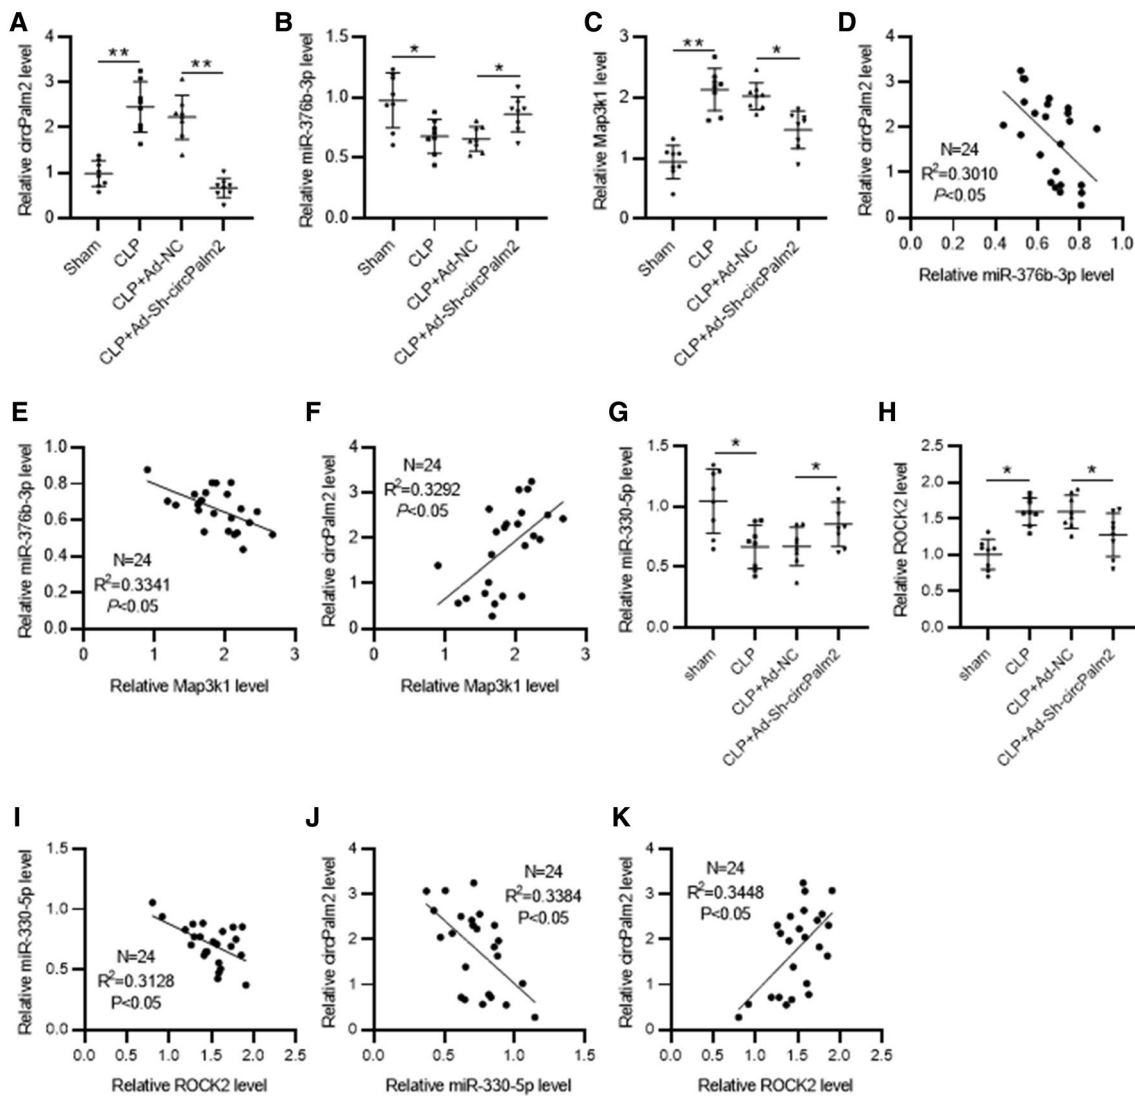 A
Relative circPalm2 level
4
3
2
1
0
**
**
Sham
CLP
CLP+Ad-NC
CLP+Ad-Sh-circPalm2
B
Relative miR-376b-3p level
1.5
1.0
0.5
0.0
*
*
Sham
CLP
CLP+Ad-NC
CLP+Ad-Sh-circPalm2
C
Relative Map3k1 level
3
2
1
0
**
*
Sham
CLP
CLP+Ad-NC
CLP+Ad-Sh-circPalm2
D
Relative circPalm2 level
4
3
2
1
0
N=24
R2=0.3010
P<0.05
0.0 0.2 0.4 0.6 0.8 1.0
Relative miR-376b-3p level
E
Relative miR-376b-3p level
1.0
0.8
0.6
0.4
0.2
0.0
N=24
R2=0.3341
P<0.05
0 1 2 3
Relative Map3k1 level
F
Relative circPalm2 level
4
3
2
1
0
N=24
R2=0.3292
P<0.05
0 1 2 3
Relative Map3k1 level
G
Relative miR-330-5p level
1.5
1.0
0.5
0.0
*
*
sham
CLP
CLP+Ad-NC
CLP+Ad-Sh-circPalm2
H
Relative ROCK2 level
2.5
2.0
1.5
1.0
0.5
0.0
*
*
sham
CLP
CLP+Ad-NC
CLP+Ad-Sh-circPalm2
I
Relative miR-330-5p level
1.5
1.0
0.5
0.0
N=24
R2=0.3128
P<0.05
0.0 0.5 1.0 1.5 2.0 2.5
Relative ROCK2 level
J
Relative circPalm2 level
4
3
2
1
0
N=24
R2=0.3384
P<0.05
0.0 0.5 1.0 1.5
Relative miR-330-5p level
K
Relative circPalm2 level
4
3
2
1
0
N=24
R2=0.3448
P<0.05
0.0 0.5 1.0 1.5 2.0 2.5
Relative ROCK2 level